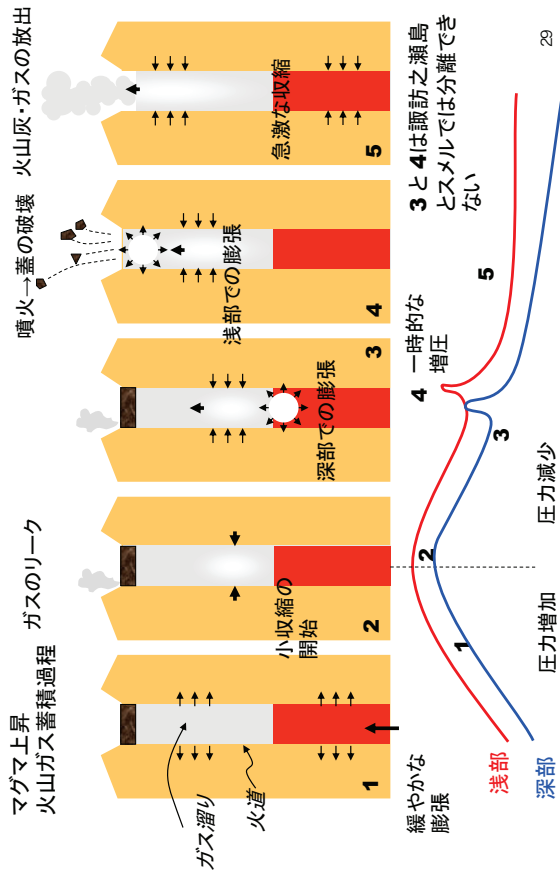 マグマ上昇
火山ガス蓄積過程
ガスのリーク
噴火→蓋の破壊
火山灰・ガスの放出
ガス溜り
火道
1
緩やかな
膨張
2
小収縮の
開始
3
深部での膨張
4
浅部での膨張
5
急激な収縮
浅部
深部
1
2
3
4
5
一時的な
増圧
圧力増加
圧力減少
3と4は諏訪之瀬島
とスメルでは分離でき
ない
29